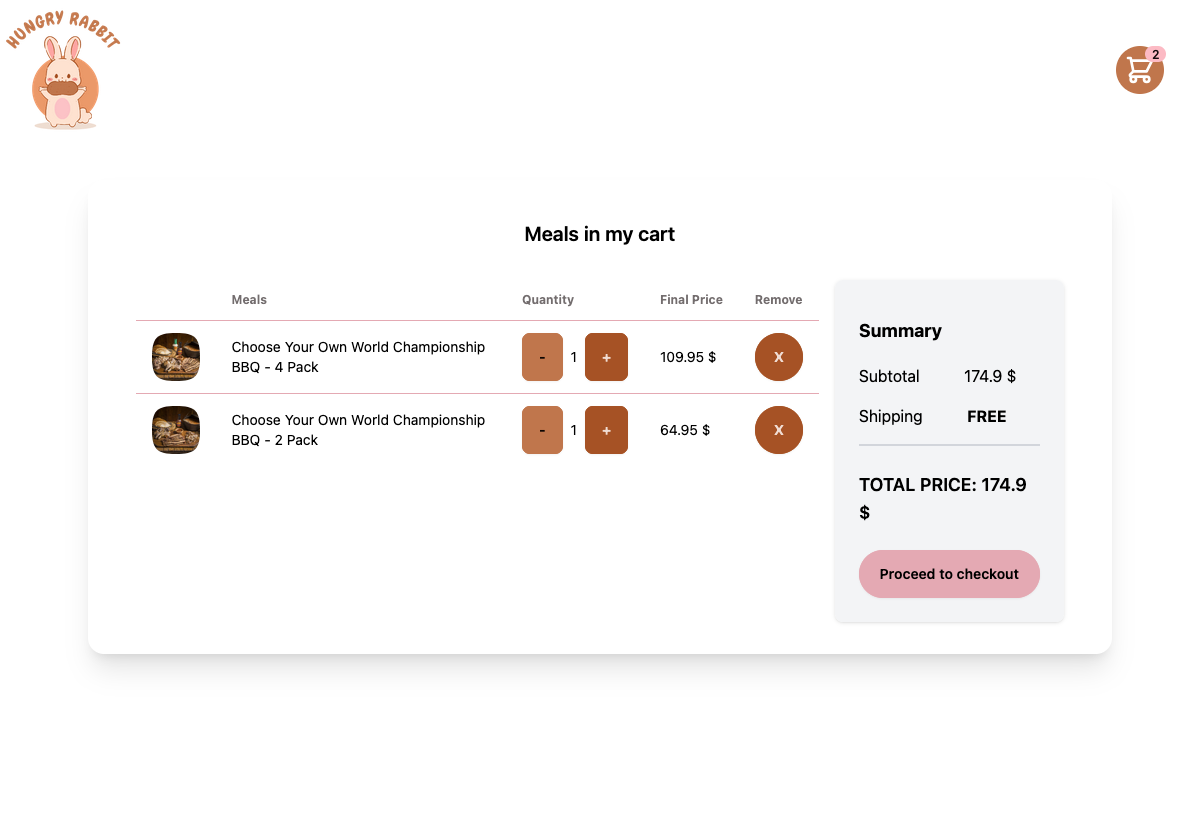 HUNGRY RABBIT
2
Meals in my cart
Meals Quantity Final Price Remove
Choose Your Own World Championship
BBQ - 4 Pack
- 1 + 109.95 $ X
Choose Your Own World Championship
BBQ - 2 Pack
- 1 + 64.95 $ X
Summary
Subtotal 174.9 $
Shipping FREE
TOTAL PRICE: 174.9
$
Proceed to checkout